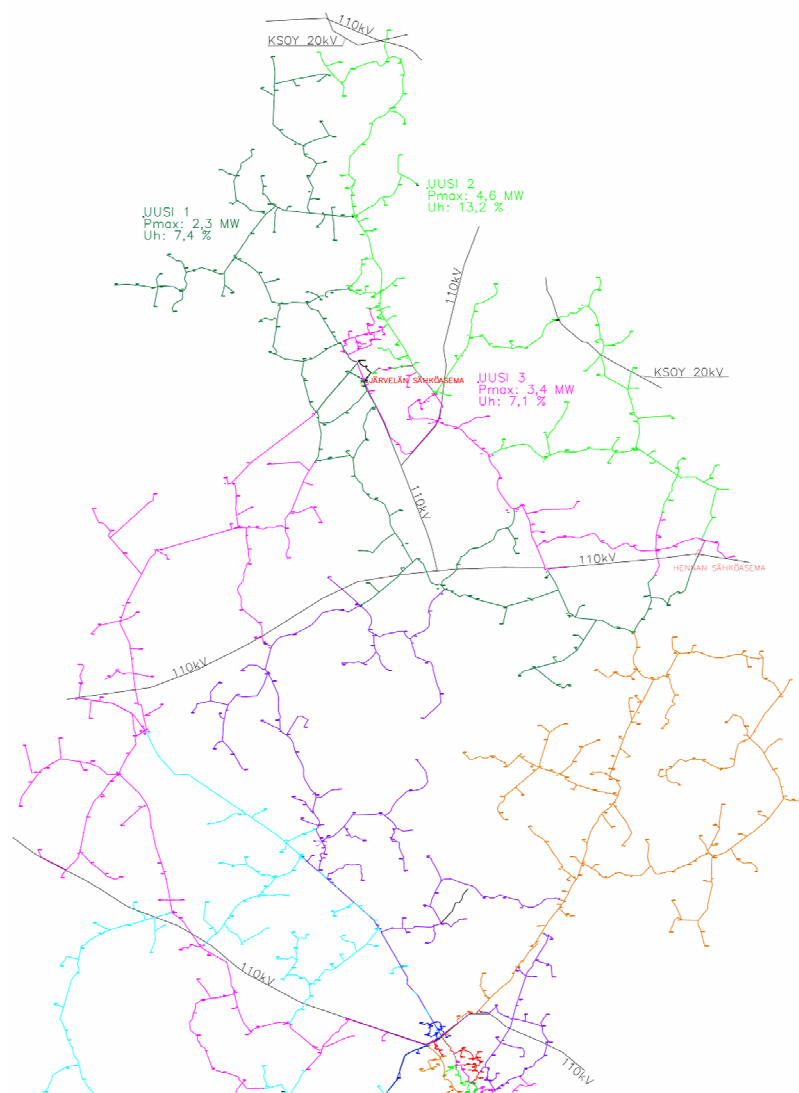 110kV
KSOY 20kV
UUSI 2
Pmax: 4,6 MW
Uh: 13,2 %
UUSI 1
Pmax: 2,3 MW
Uh: 7,4 %
110kV
KSOY 20kV
JÄRVELÄN SÄHKÖASEMA
UUSI 3
Pmax: 3,4 MW
Uh: 7,1 %
110kV
110kV
HENNAN SÄHKÖASEMA
110kV
110kV
110kV